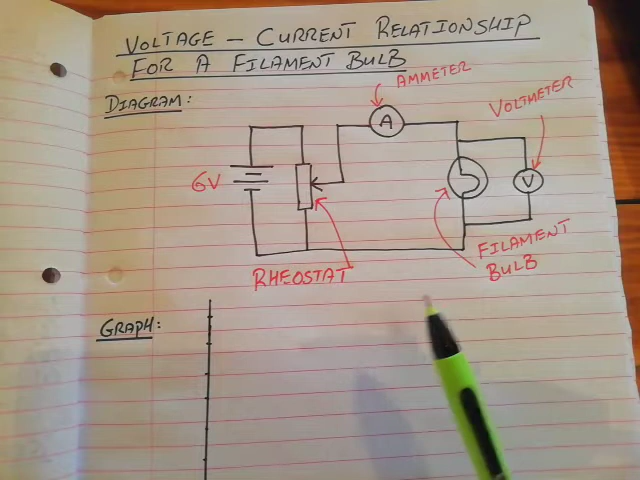 VOLTAGE - CURRENT RELATIONSHIP
FOR A FILAMENT BULB
DIAGRAM:
AMMETER
VOLTMETER
A
6V
V
RHEOSTAT
FILAMENT
BULB
GRAPH: